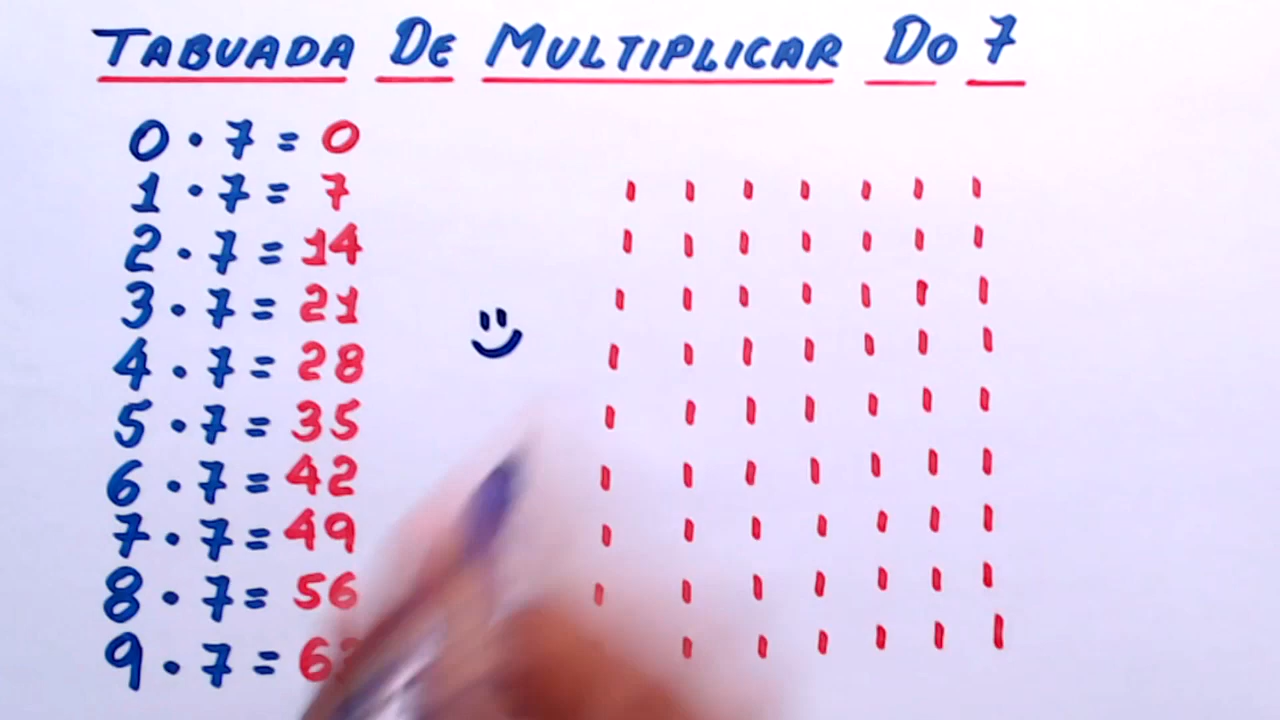 TABUADA DE MULTIPLICAR DO 7
0 · 7 = 0
1 · 7 = 7
2 · 7 = 14
3 · 7 = 21
4 · 7 = 28
5 · 7 = 35
6 · 7 = 42
7 · 7 = 49
8 · 7 = 56
9 · 7 = 6